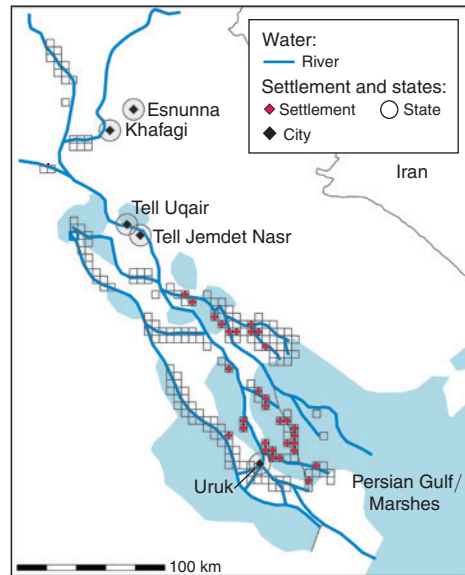 Water:
River
Settlement and states:
Settlement
State
City
Esnunna
Khafagi
Iran
Tell Uqair
Tell Jemdet Nasr
Uruk
Persian Gulf/
Marshes
100 km